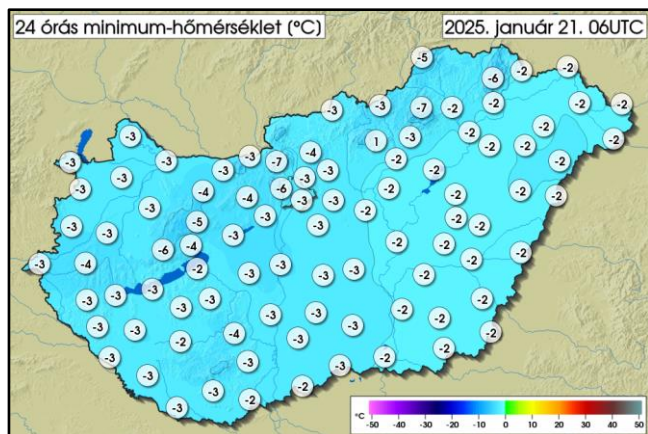 24 órás minimum-hőmérséklet (°C)
2025. január 21. 06UTC
-5
-6 -2 -2
-3 -3 -7 -2 -2 -2 -2
-3 1 -3 -2 -2 -2 -2 -2
-3 -3 -3 -3 -7 -4 -2 -2
-3 -3 -4 -4 -6 -3 -3 -2 -2 -2 -2
-3 -3 -3 -2
-3 -3 -5 -3 -3 -3 -2 -2
-3 -4 -6 -4 -2 -3 -3 -2 -2 -2 -2
-3 -3 -3 -3 -2
-3 -3 -3 -3 -3 -2
-3 -3 -2 -4 -3 -3 -3 -2 -2 -2
-3 -3 -3 -2 -2
-3 -3 -3 -2 -2
°C
-50 -40 -30 -20 -10 0 10 20 30 40 50